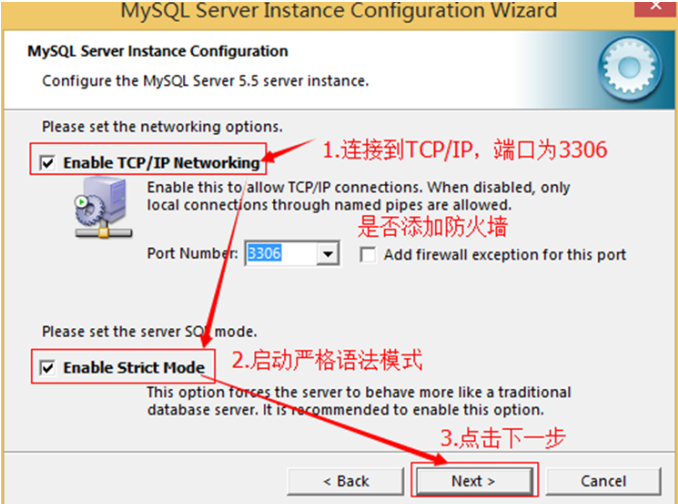 MySQL Server Instance Configuration Wizard
MySQL Server Instance Configuration
Configure the MySQL Server 5.5 server instance.
Please set the networking options.
1.连接到TCP/IP，端口为3306
Enable TCP/IP Networking
Enable this to allow TCP/IP connections. When disabled, only
local connections through named pipes are allowed.
是否添加防火墙
Port Number: 3306 Add firewall exception for this port
Please set the server SQL mode.
2.启动严格语法模式
Enable Strict Mode
This option forces the server to behave more like a traditional
database server. It is recommended to enable this option.
3.点击下一步
< Back Next > Cancel